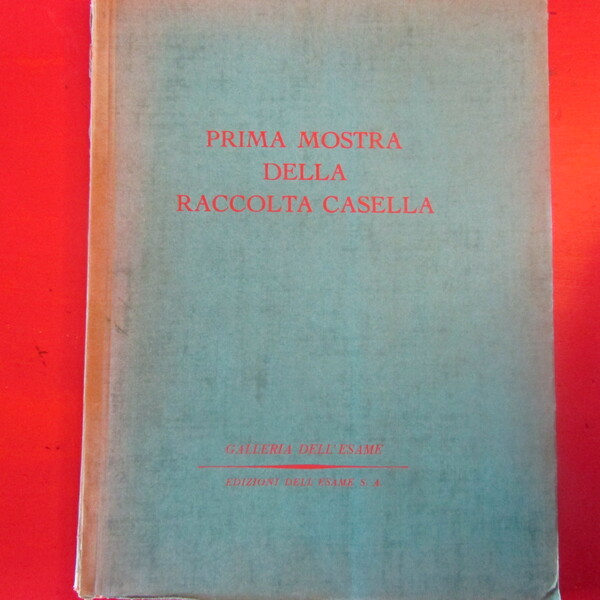 PRIMA MOSTRA
DELLA
RACCOLTA CASELLA
GALLERIA DELL'ESAME
EDIZIONI DELL'ESAME S. A.